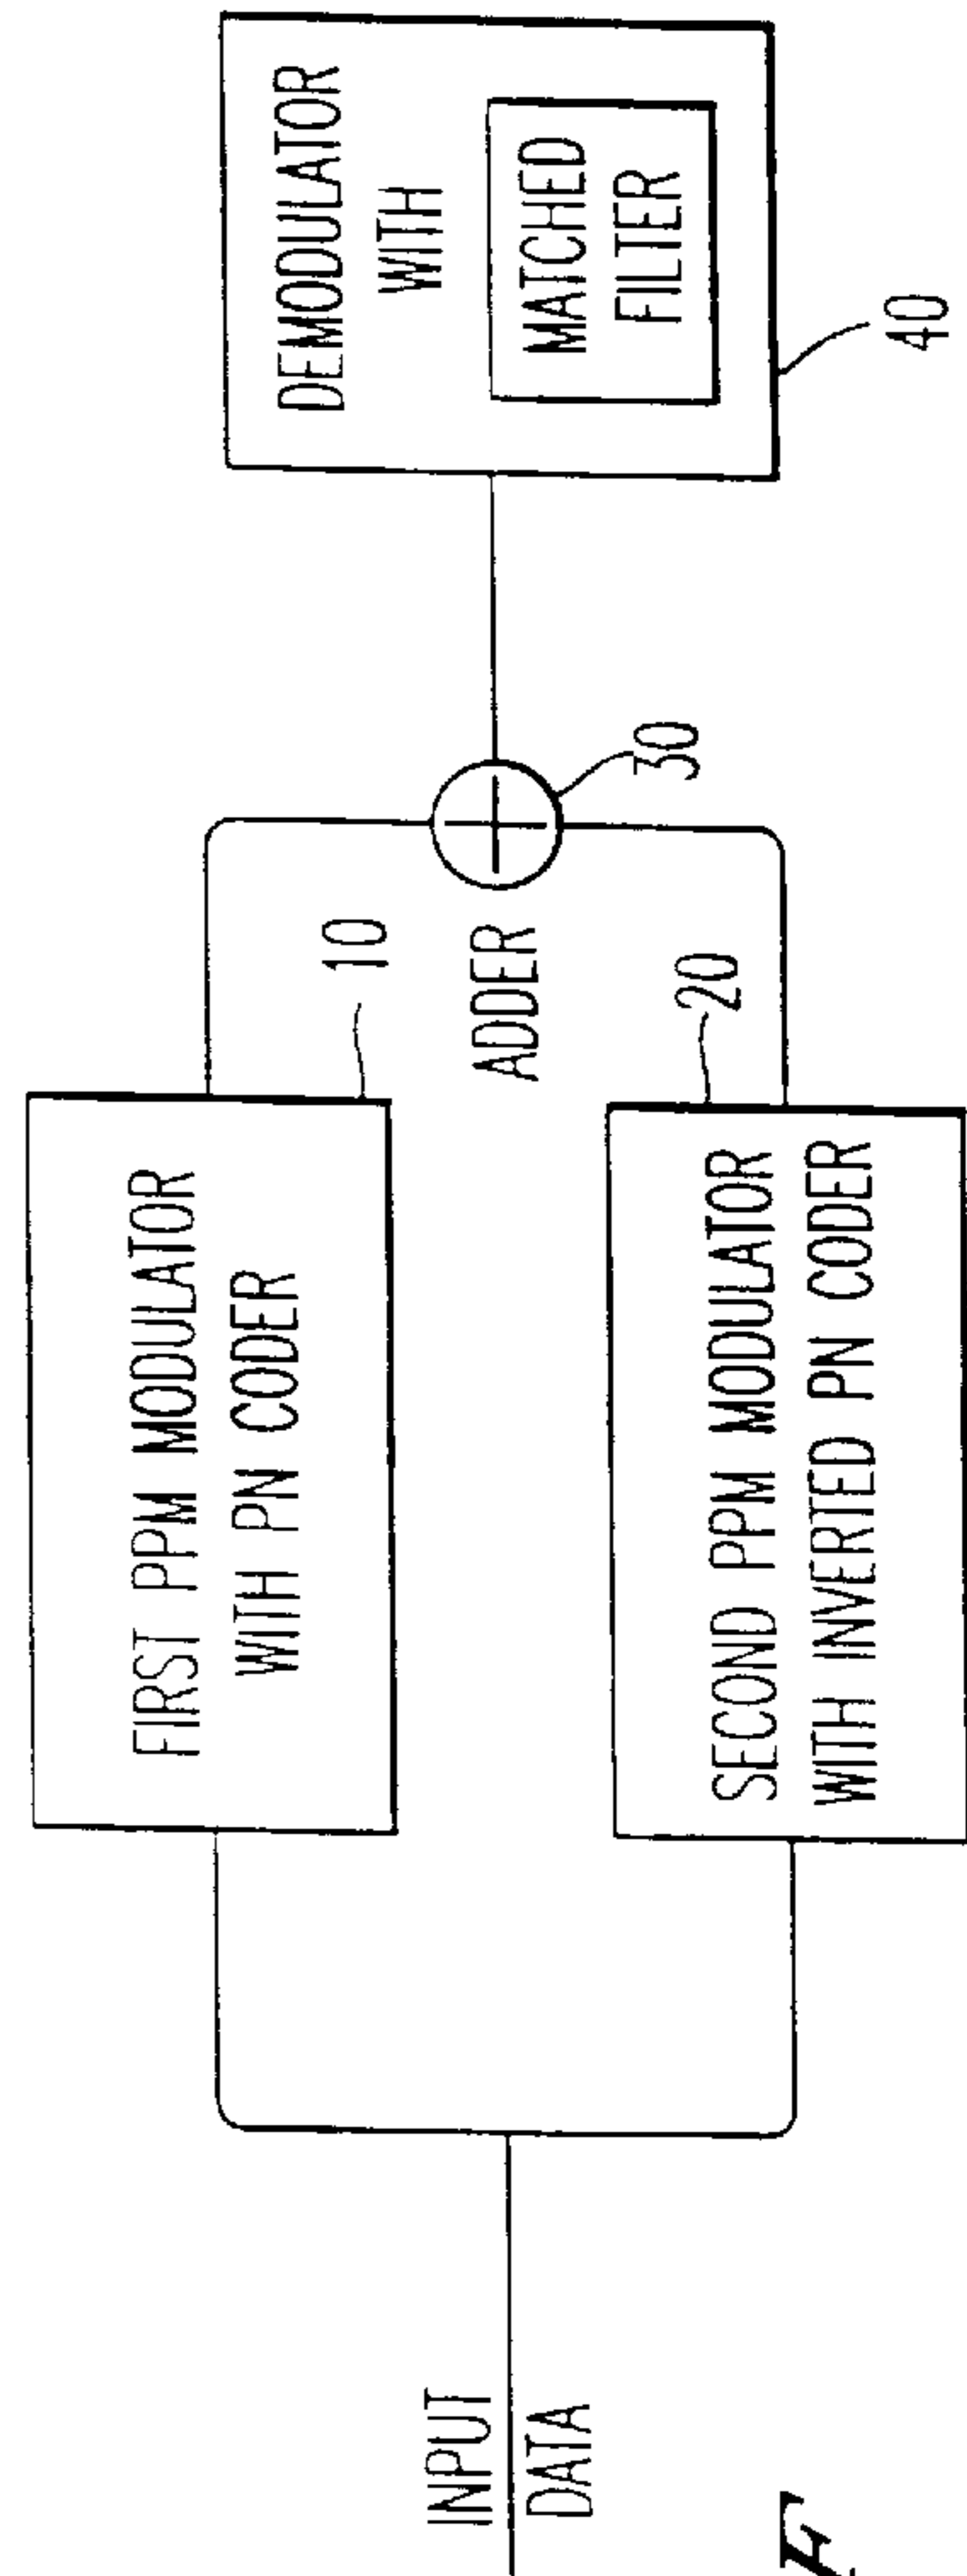 INPUT
DATA
FIRST PPM MODULATOR
WITH PN CODER
10
SECOND PPM MODULATOR
WITH INVERTED PN CODER
20
ADDER
30
DEMODULATOR
WITH
MATCHED
FILTER
40